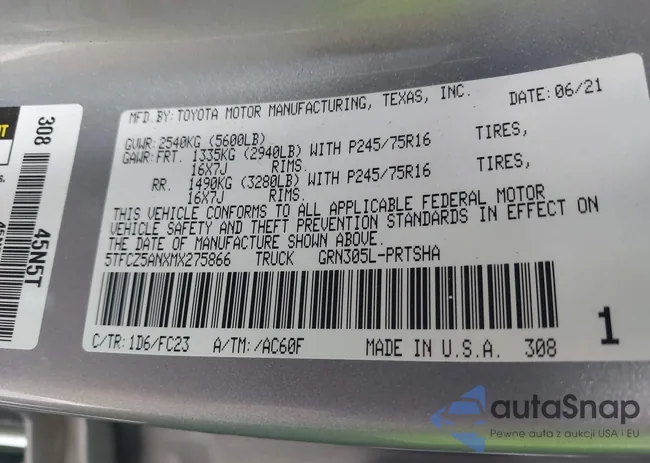 MFD.BY: TOYOTA MOTOR MANUFACTURING, TEXAS, INC. DATE: 06/21
GVWR: 2540KG (5600LB)
GAWR: FRT. 1335KG (2940LB) WITH P245/75R16 TIRES,
16X7J RIMS.
RR. 1490KG (3280LB) WITH P245/75R16 TIRES,
16X7J RIMS.
THIS VEHICLE CONFORMS TO ALL APPLICABLE FEDERAL MOTOR
VEHICLE SAFETY AND THEFT PREVENTION STANDARDS IN EFFECT ON
THE DATE OF MANUFACTURE SHOWN ABOVE.
5TFCZ5ANXMX275866 TRUCK GRN305L-PRTSHA
C/TR: 1D6/FC23 A/TM: /AC60F MADE IN U.S.A. 308
1
308 45N5T
autaSnap
Pewne auto z aukcji USA i EU